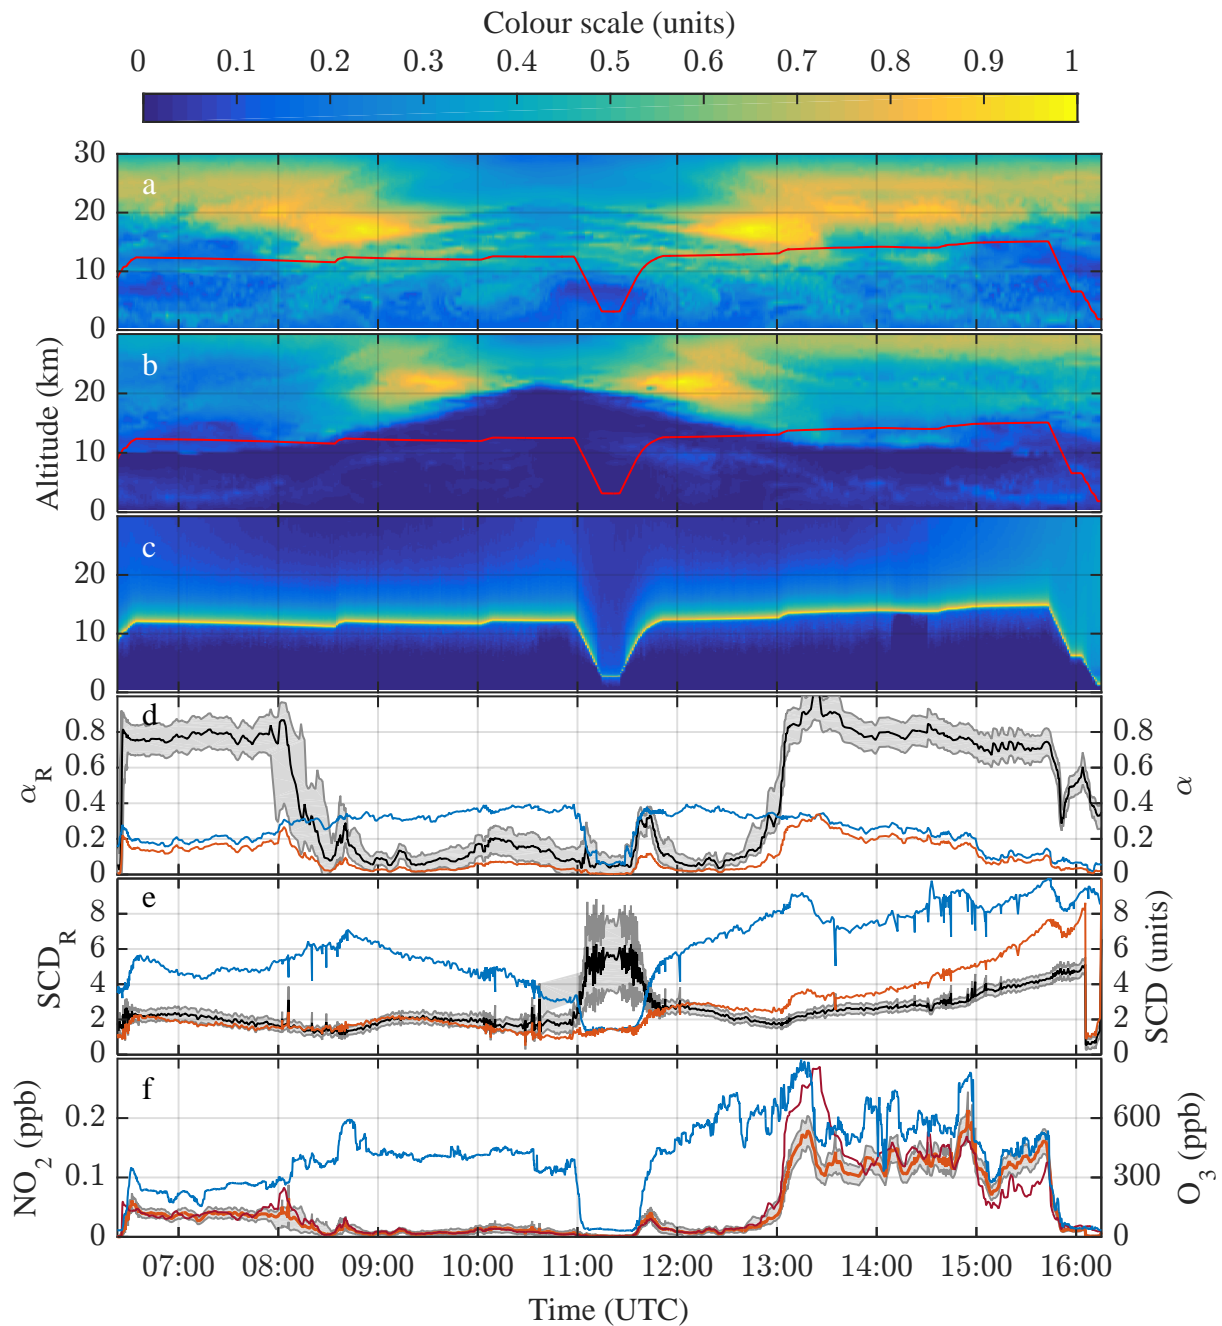 Colour scale (units)
0 0.1 0.2 0.3 0.4 0.5 0.6 0.7 0.8 0.9 1
30
a
20
10
0
b
20
10
0
Altitude (km)
c
20
10
0
d
0.8 0.8
0.6 0.6
0.4 0.4
0.2 0.2
0 0
α_R
α
e
8 8
6 6
4 4
2 2
0 0
SCD_R
SCD (units)
f
0.2 600
0.1 300
0 0
NO_2 (ppb)
O_3 (ppb)
07:00 08:00 09:00 10:00 11:00 12:00 13:00 14:00 15:00 16:00
Time (UTC)